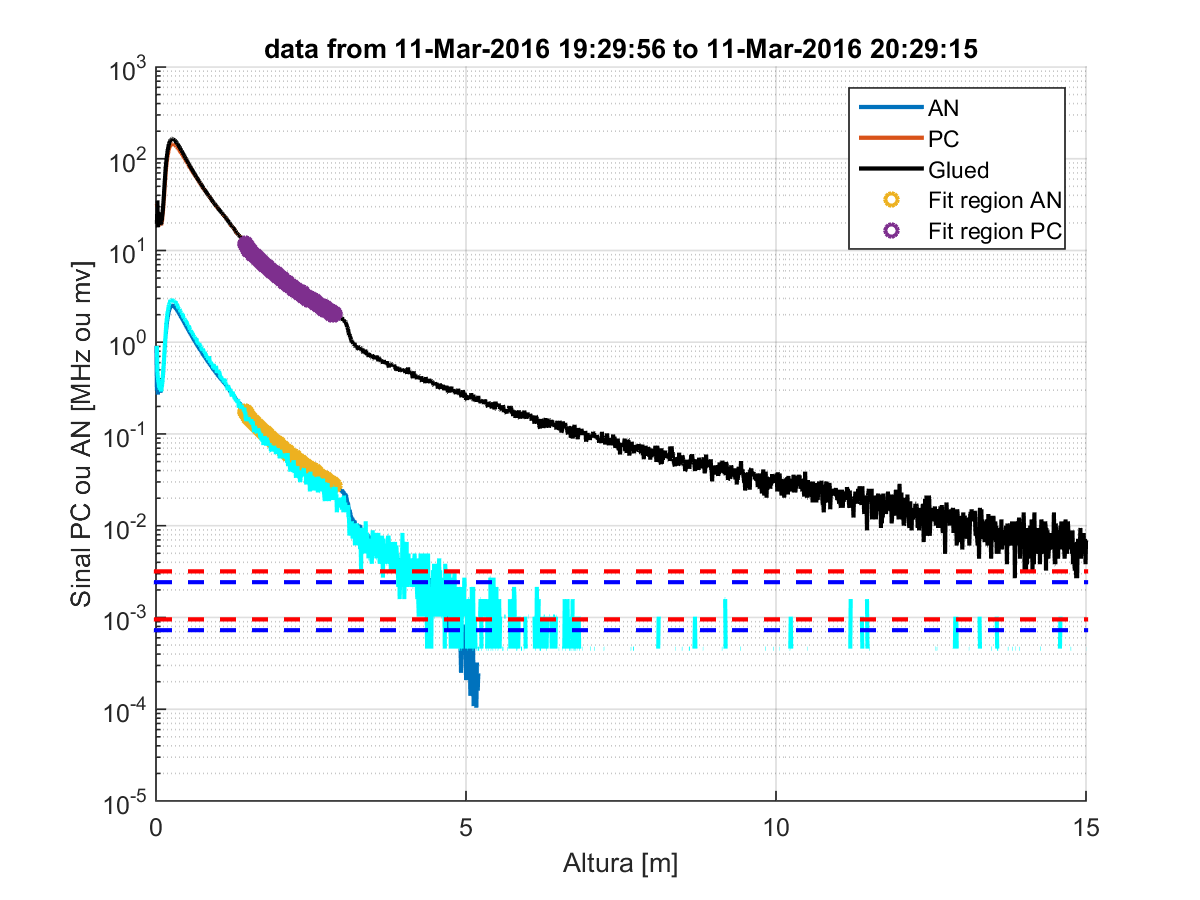 data from 11-Mar-2016 19:29:56 to 11-Mar-2016 20:29:15
10^3
10^2
10^1
10^0
10^-1
10^-2
10^-3
10^-4
10^-5
Sinal PC ou AN [MHz ou mv]
AN
PC
Glued
Fit region AN
Fit region PC
0
5
10
15
Altura [m]